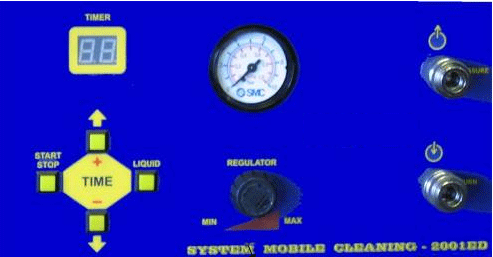 TIMER
88
SMC
START
STOP
+
TIME
−
LIQUID
REGULATOR
MIN
MAX
SYSTEM MOBILE CLEANING - 2001ED